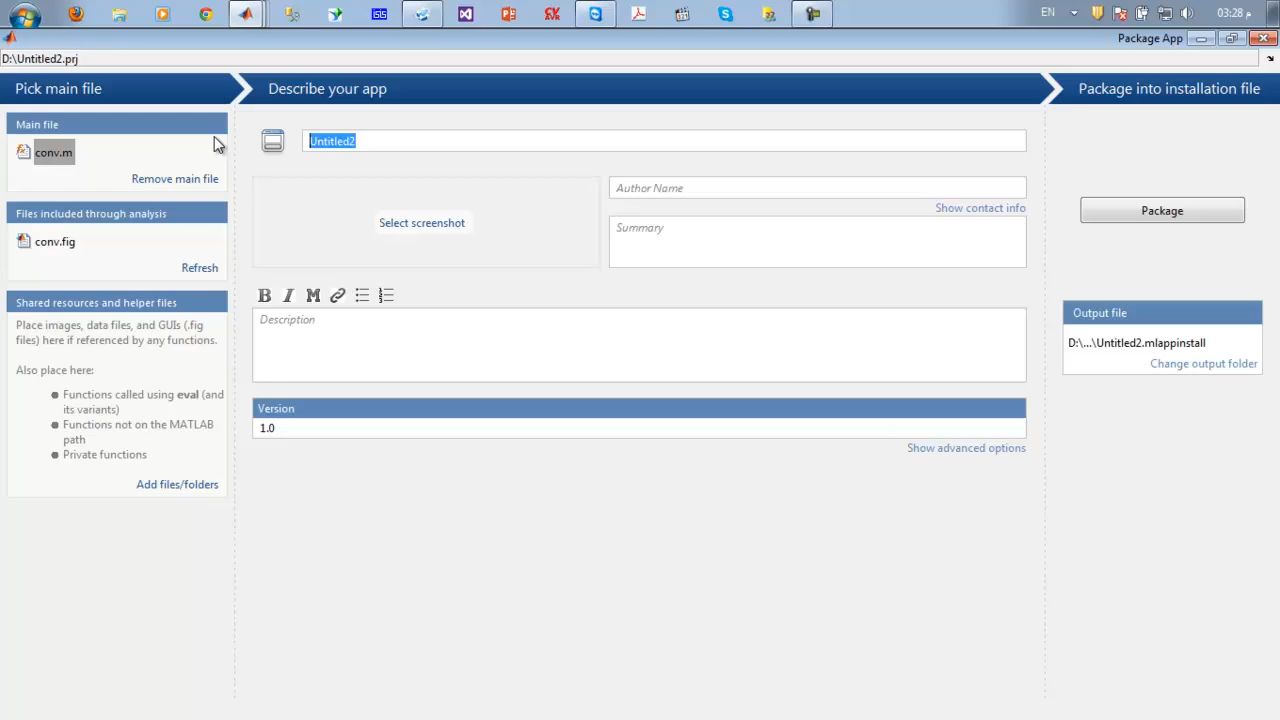 EN
03:28 م
Package App
D:\Untitled2.prj
Pick main file
Describe your app
Package into installation file
Main file
conv.m
Remove main file
Files included through analysis
conv.fig
Refresh
Shared resources and helper files
Place images, data files, and GUIs (.fig
files) here if referenced by any functions.
Also place here:
Functions called using eval (and
its variants)
Functions not on the MATLAB
path
Private functions
Add files/folders
Untitled2
Select screenshot
Author Name
Show contact info
Summary
B I M
Description
Version
1.0
Show advanced options
Package
Output file
D:\...\Untitled2.mlappinstall
Change output folder